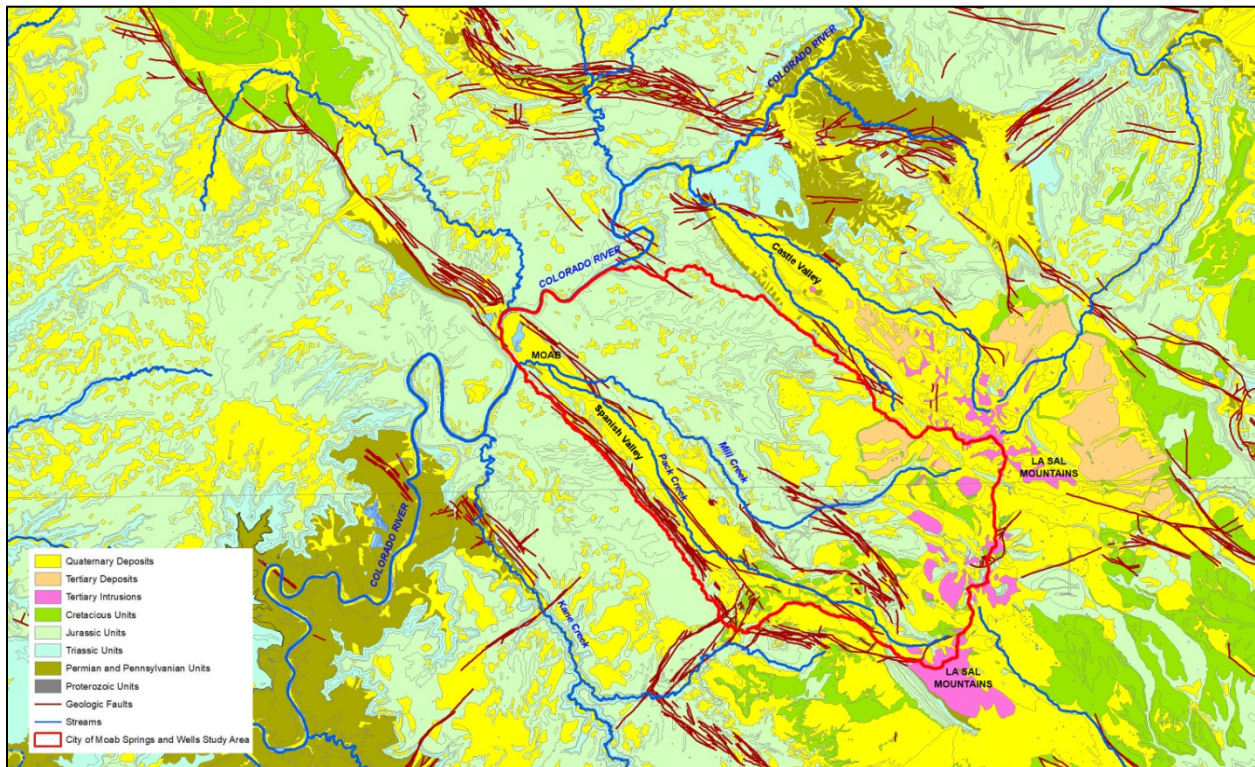 COLORADO RIVER
COLORADO RIVER
Castle Valley
MOAB
Spanish Valley
Pack Creek
Mill Creek
LA SAL
MOUNTAINS
COLORADO RIVER
Kane Creek
LA SAL
MOUNTAINS
Quaternary Deposits
Tertiary Deposits
Tertiary Intrusions
Cretacious Units
Jurassic Units
Triassic Units
Permian and Pennsylvanian Units
Proterozoic Units
Geologic Faults
Streams
City of Moab Springs and Wells Study Area